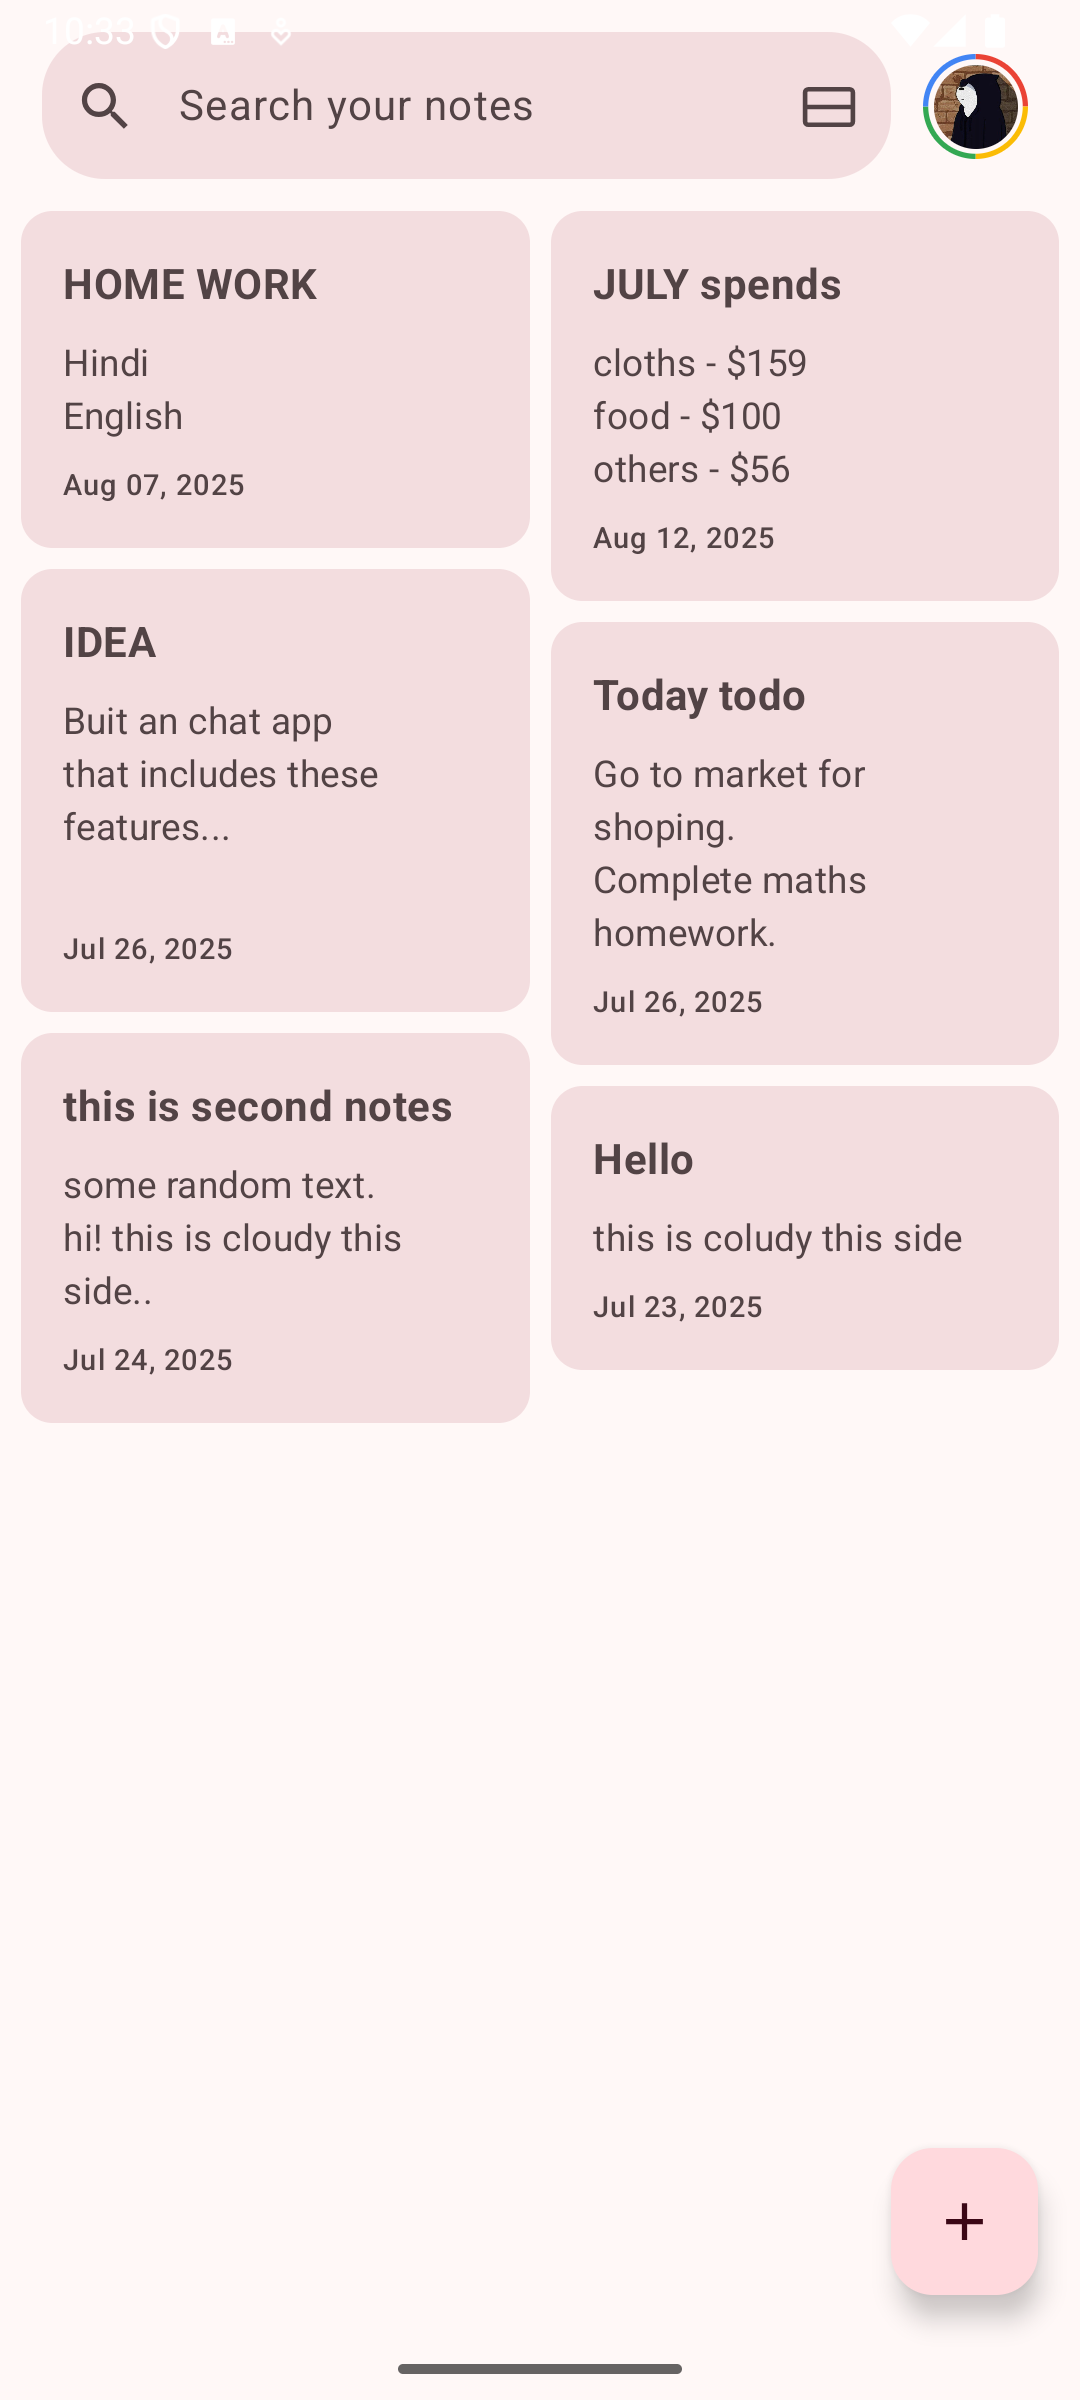 10:33
Search your notes
HOME WORK
Hindi
English
Aug 07, 2025
JULY spends
cloths - $159
food - $100
others - $56
Aug 12, 2025
IDEA
Buit an chat app
that includes these
features...
Jul 26, 2025
Today todo
Go to market for
shoping.
Complete maths
homework.
Jul 26, 2025
this is second notes
some random text.
hi! this is cloudy this
side..
Jul 24, 2025
Hello
this is coludy this side
Jul 23, 2025